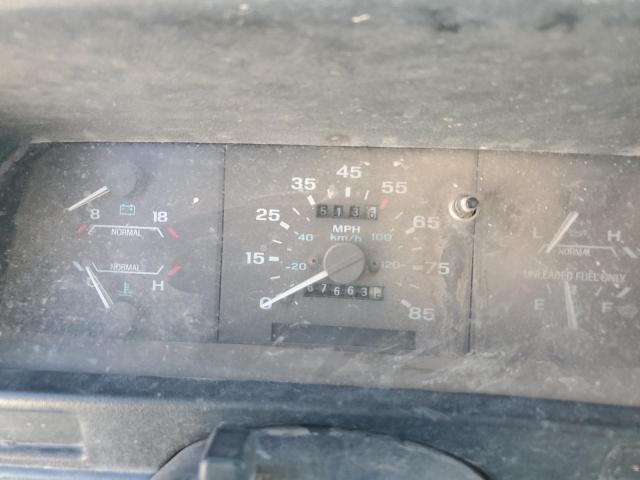 45
35 55
5136
25 65
MPH
40 km/h 100
15 75
20 120
0 85
8 18
NORMAL
NORMAL
H
L H
NORMAL
UNLEADED FUEL ONLY
E F